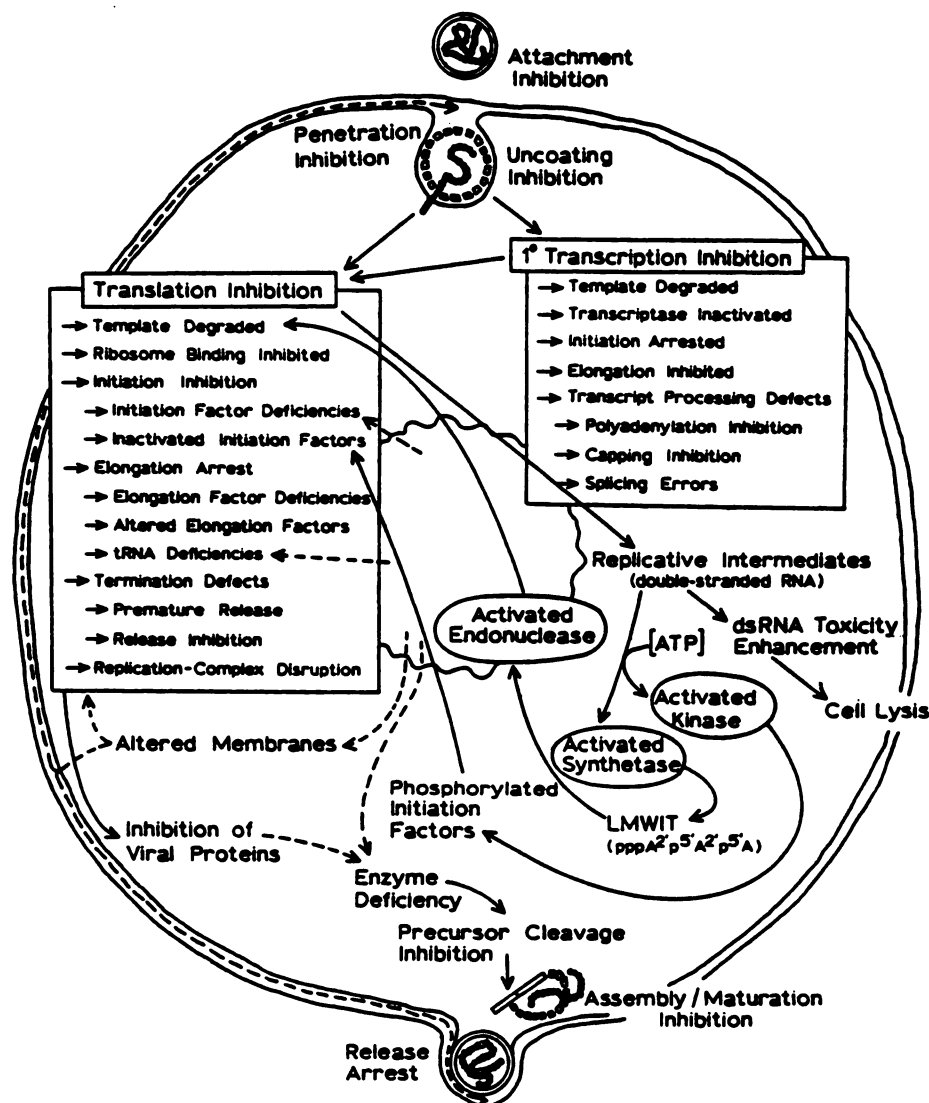 Attachment
Inhibition
Penetration
Inhibition
Uncoating
Inhibition
1° Transcription Inhibition
→ Template Degraded
→ Transcriptase Inactivated
→ Initiation Arrested
→ Elongation Inhibited
→ Transcript Processing Defects
→ Polyadenylation Inhibition
→ Capping Inhibition
→ Splicing Errors
Translation Inhibition
→ Template Degraded
→ Ribosome Binding Inhibited
→ Initiation Inhibition
→ Initiation Factor Deficiencies
→ Inactivated Initiation Factors
→ Elongation Arrest
→ Elongation Factor Deficiencies
→ Altered Elongation Factors
→ tRNA Deficiencies
→ Termination Defects
→ Premature Release
→ Release Inhibition
→ Replication-Complex Disruption
Replicative Intermediates
(double-stranded RNA)
Activated
Endonuclease
dsRNA Toxicity
Enhancement
[ATP]
Activated
Kinase
Cell Lysis
Activated
Synthetase
Altered Membranes
Phosphorylated
Initiation
Factors
LMWIT
(pppA2'p5'A2'p5'A)
Inhibition of
Viral Proteins
Enzyme
Deficiency
Precursor Cleavage
Inhibition
Assembly/Maturation
Inhibition
Release
Arrest